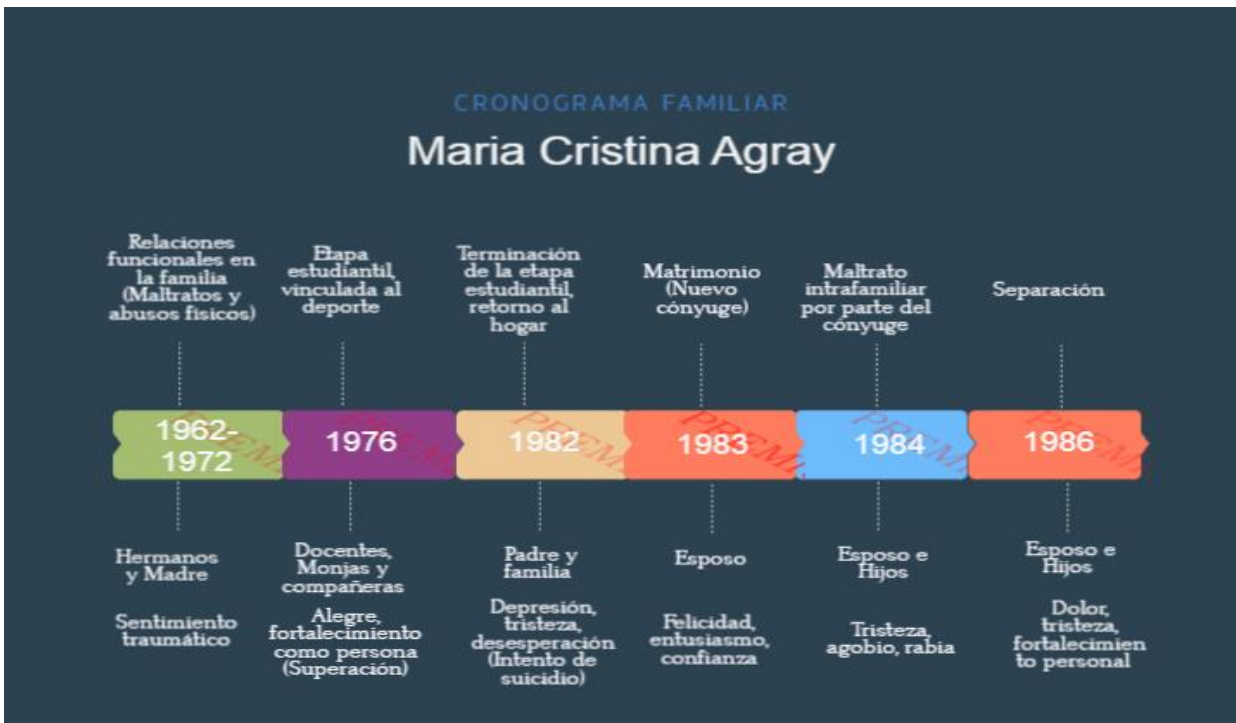 CRONOGRAMA FAMILIAR
Maria Cristina Agray
Relaciones
funcionales en
la familia
(Maltratos y
abusos físicos)
Etapa
estudiantil,
vinculada al
deporte
Terminación
de la etapa
estudiantil,
retorno al
hogar
Matrimonio
(Nuevo
cónyuge)
Maltrato
intrafamiliar
por parte del
cónyuge
Separación
1962-
1972
1976
1982
1983
1984
1986
Hermanos
y Madre
Docentes,
Monjas y
compañeras
Padre y
familia
Esposo
Esposo e
Hijos
Esposo e
Hijos
Sentimiento
traumático
Alegre,
fortalecimiento
como persona
(Superación)
Depresión,
tristeza,
desesperación
(Intento de
suicidio)
Felicidad,
entusiasmo,
confianza
Tristeza,
agobio, rabia
Dolor,
tristeza,
fortalecimien
to personal